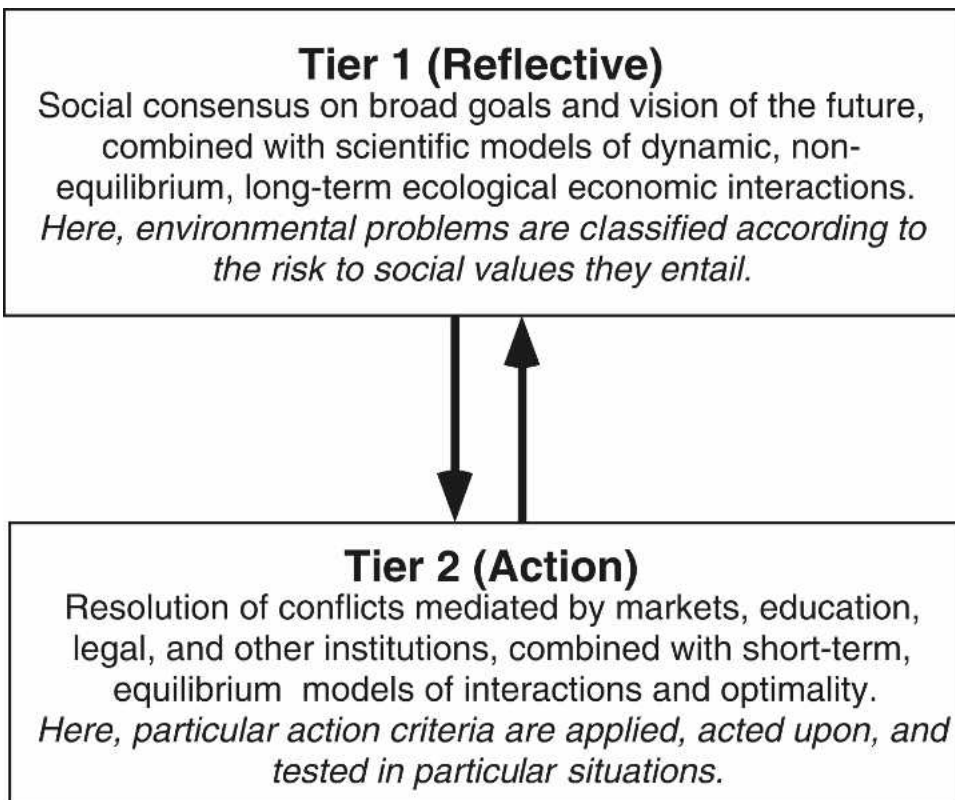 Tier 1 (Reflective)
Social consensus on broad goals and vision of the future,
combined with scientific models of dynamic, non-
equilibrium, long-term ecological economic interactions.
Here, environmental problems are classified according to
the risk to social values they entail.
Tier 2 (Action)
Resolution of conflicts mediated by markets, education,
legal, and other institutions, combined with short-term,
equilibrium  models of interactions and optimality.
Here, particular action criteria are applied, acted upon, and
tested in particular situations.